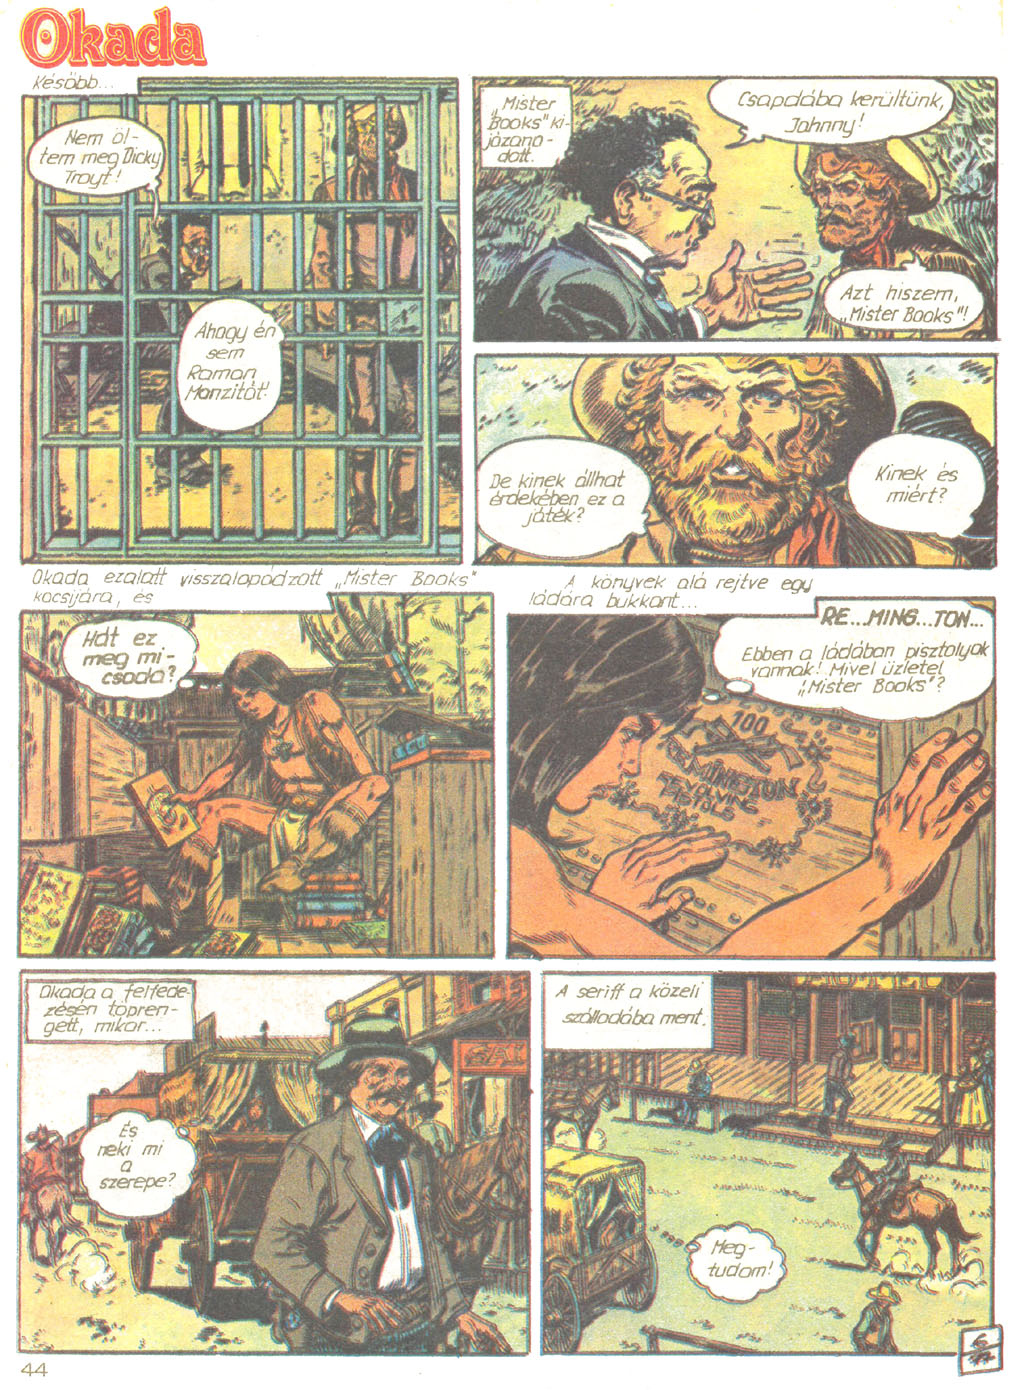 Okada
Később...
Nem öl-
tem meg Dicky
Trayt!
Ahogy én
sem
Raman
Manzitát!
„Mister
Books" ki-
józano-
dott.
Csapdába kerültünk,
Johnny!
Azt hiszem,
„Mister Books"!
De kinek állhat
érdekében ez a
játék?
Kinek és
miért?
Okada ezalatt visszalopódzott „Mister Books"
kocsijára, és
Hát ez
meg mi-
csoda?
A könyvek alá rejtve egy
ládára bukkant...
RE...MING...TON...
Ebben a ládában pisztolyok
vannak! Mivel üzletel
„Mister Books"?
100
REMINGTON
REVOLVING
PISTOLS
Okada a felfede-
zésén töpren-
gett, mikor...
És
neki mi
a
szerepe?
A seriff a közeli
szállodába ment.
Meg-
tudom!
44